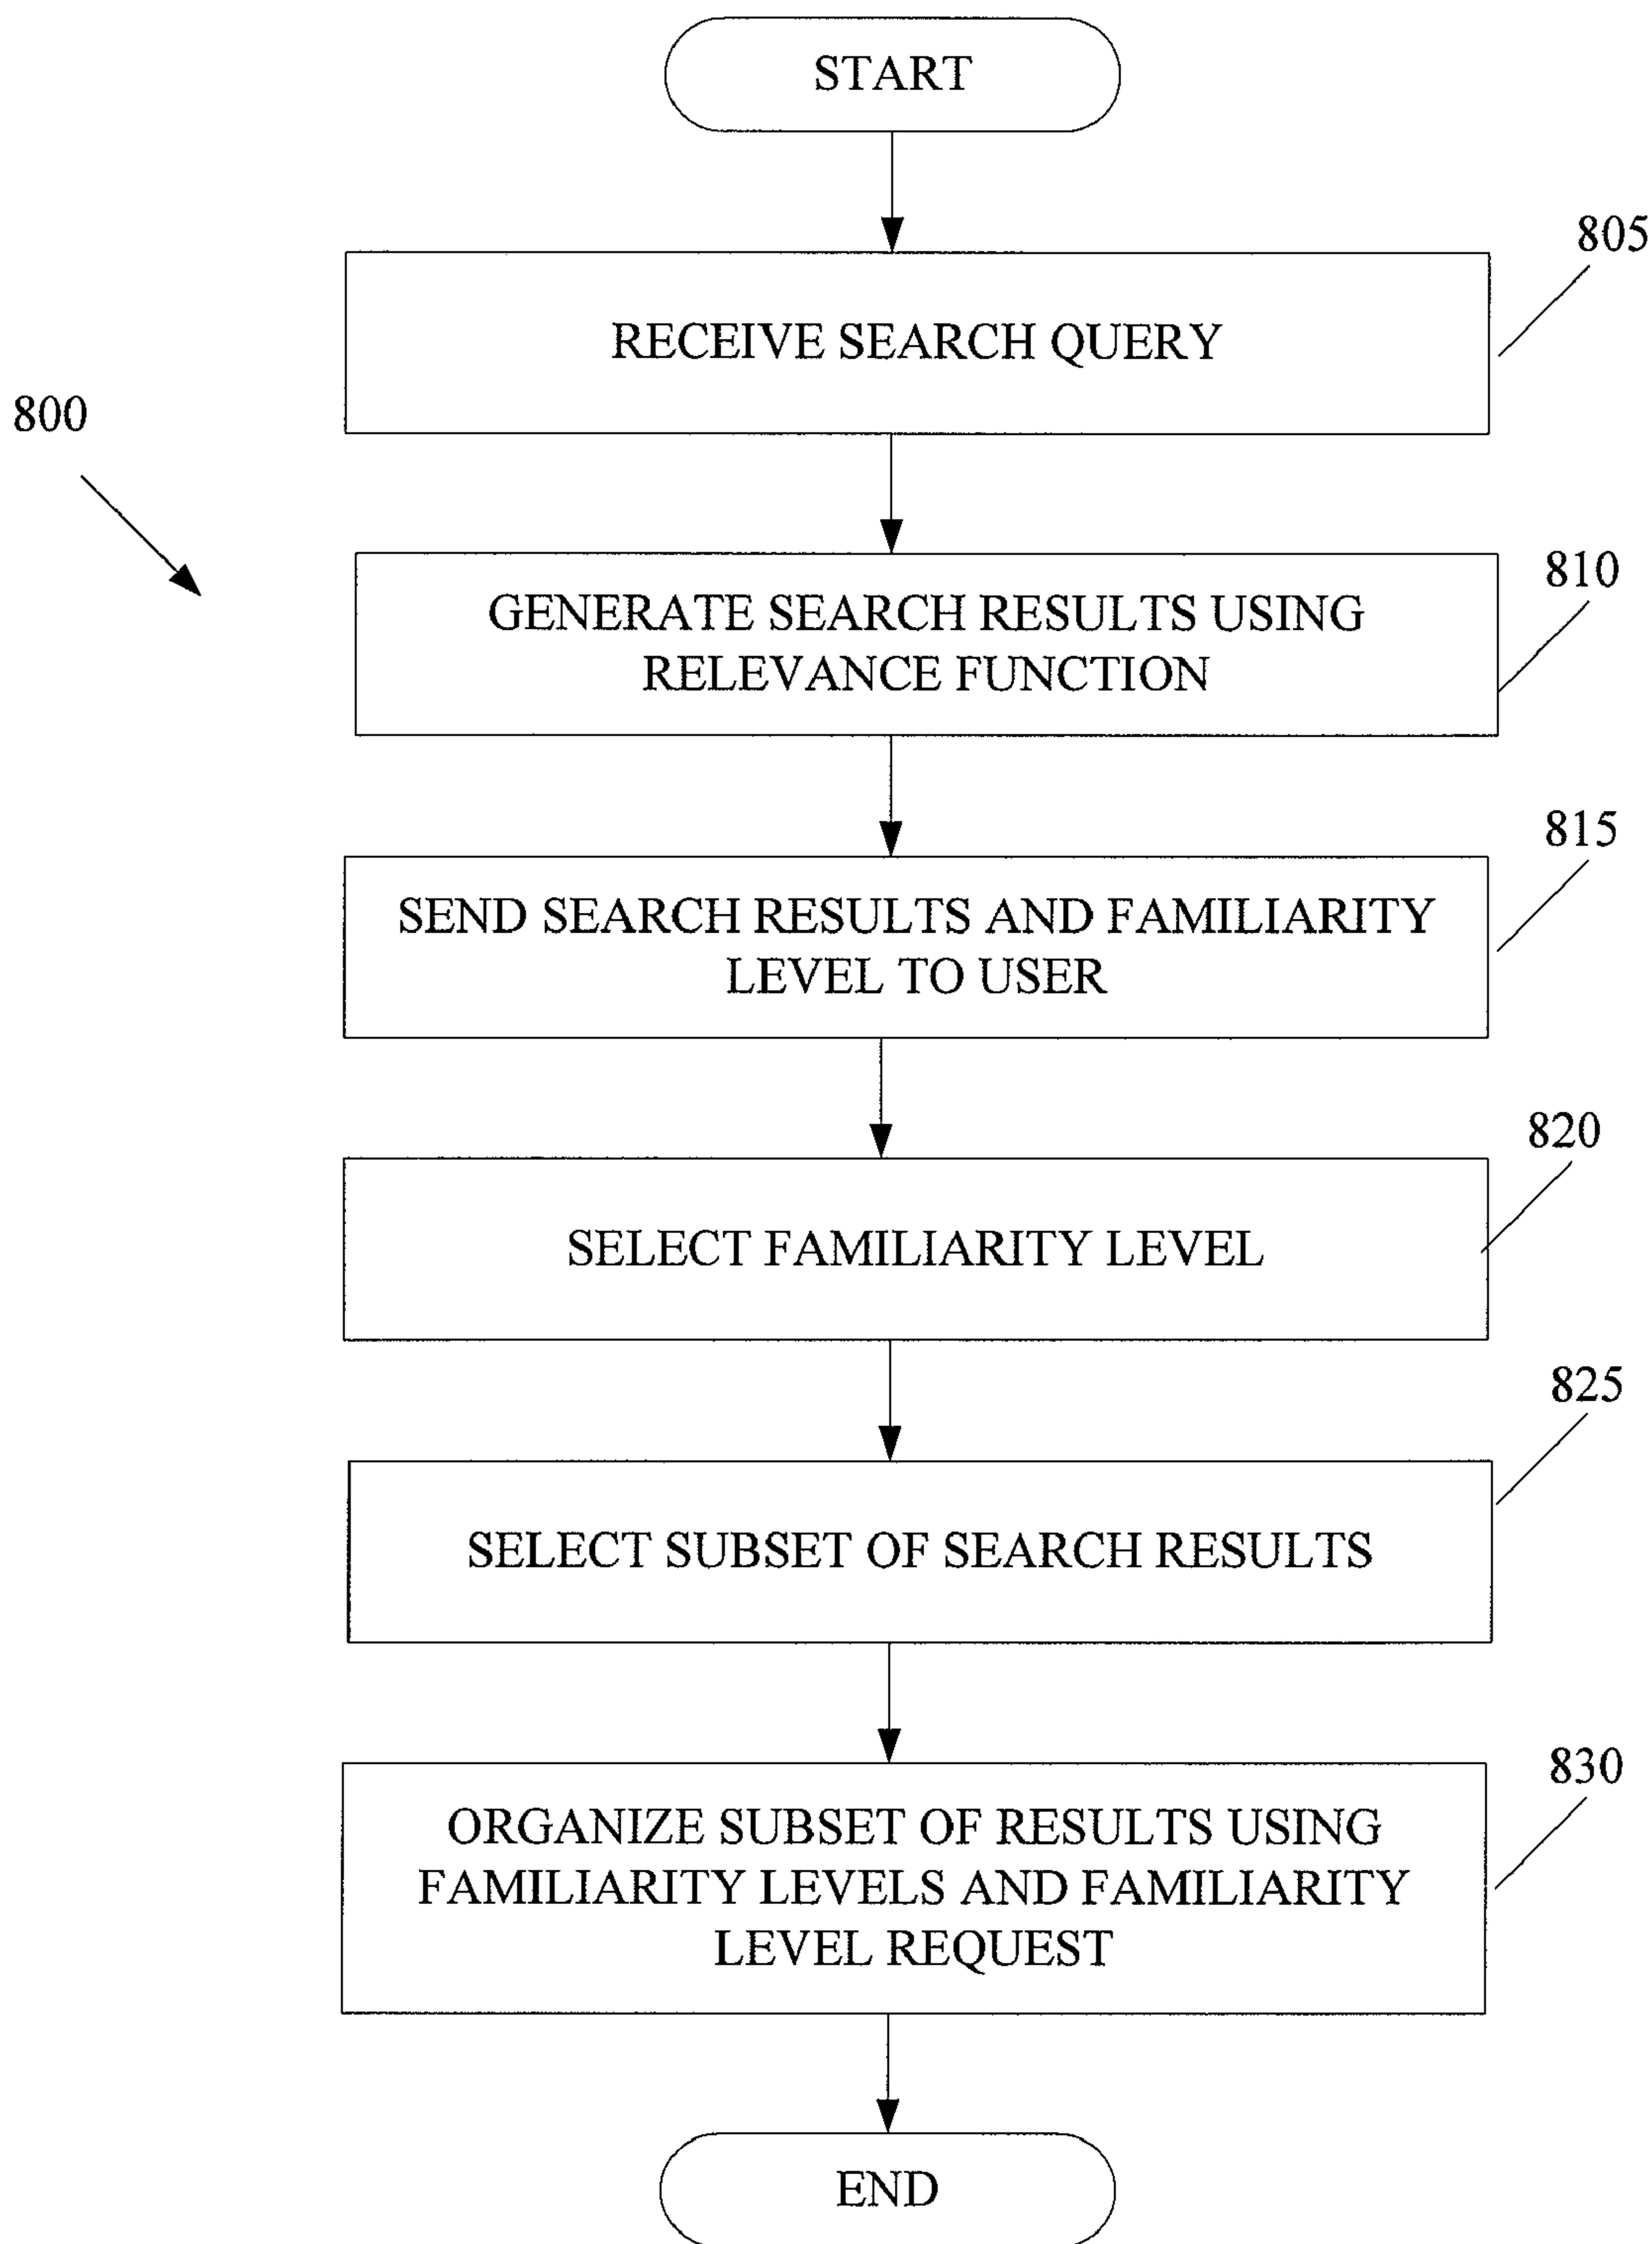 START
805
RECEIVE SEARCH QUERY
800
810
GENERATE SEARCH RESULTS USING
RELEVANCE FUNCTION
815
SEND SEARCH RESULTS AND FAMILIARITY
LEVEL TO USER
820
SELECT FAMILIARITY LEVEL
825
SELECT SUBSET OF SEARCH RESULTS
830
ORGANIZE SUBSET OF RESULTS USING
FAMILIARITY LEVELS AND FAMILIARITY
LEVEL REQUEST
END